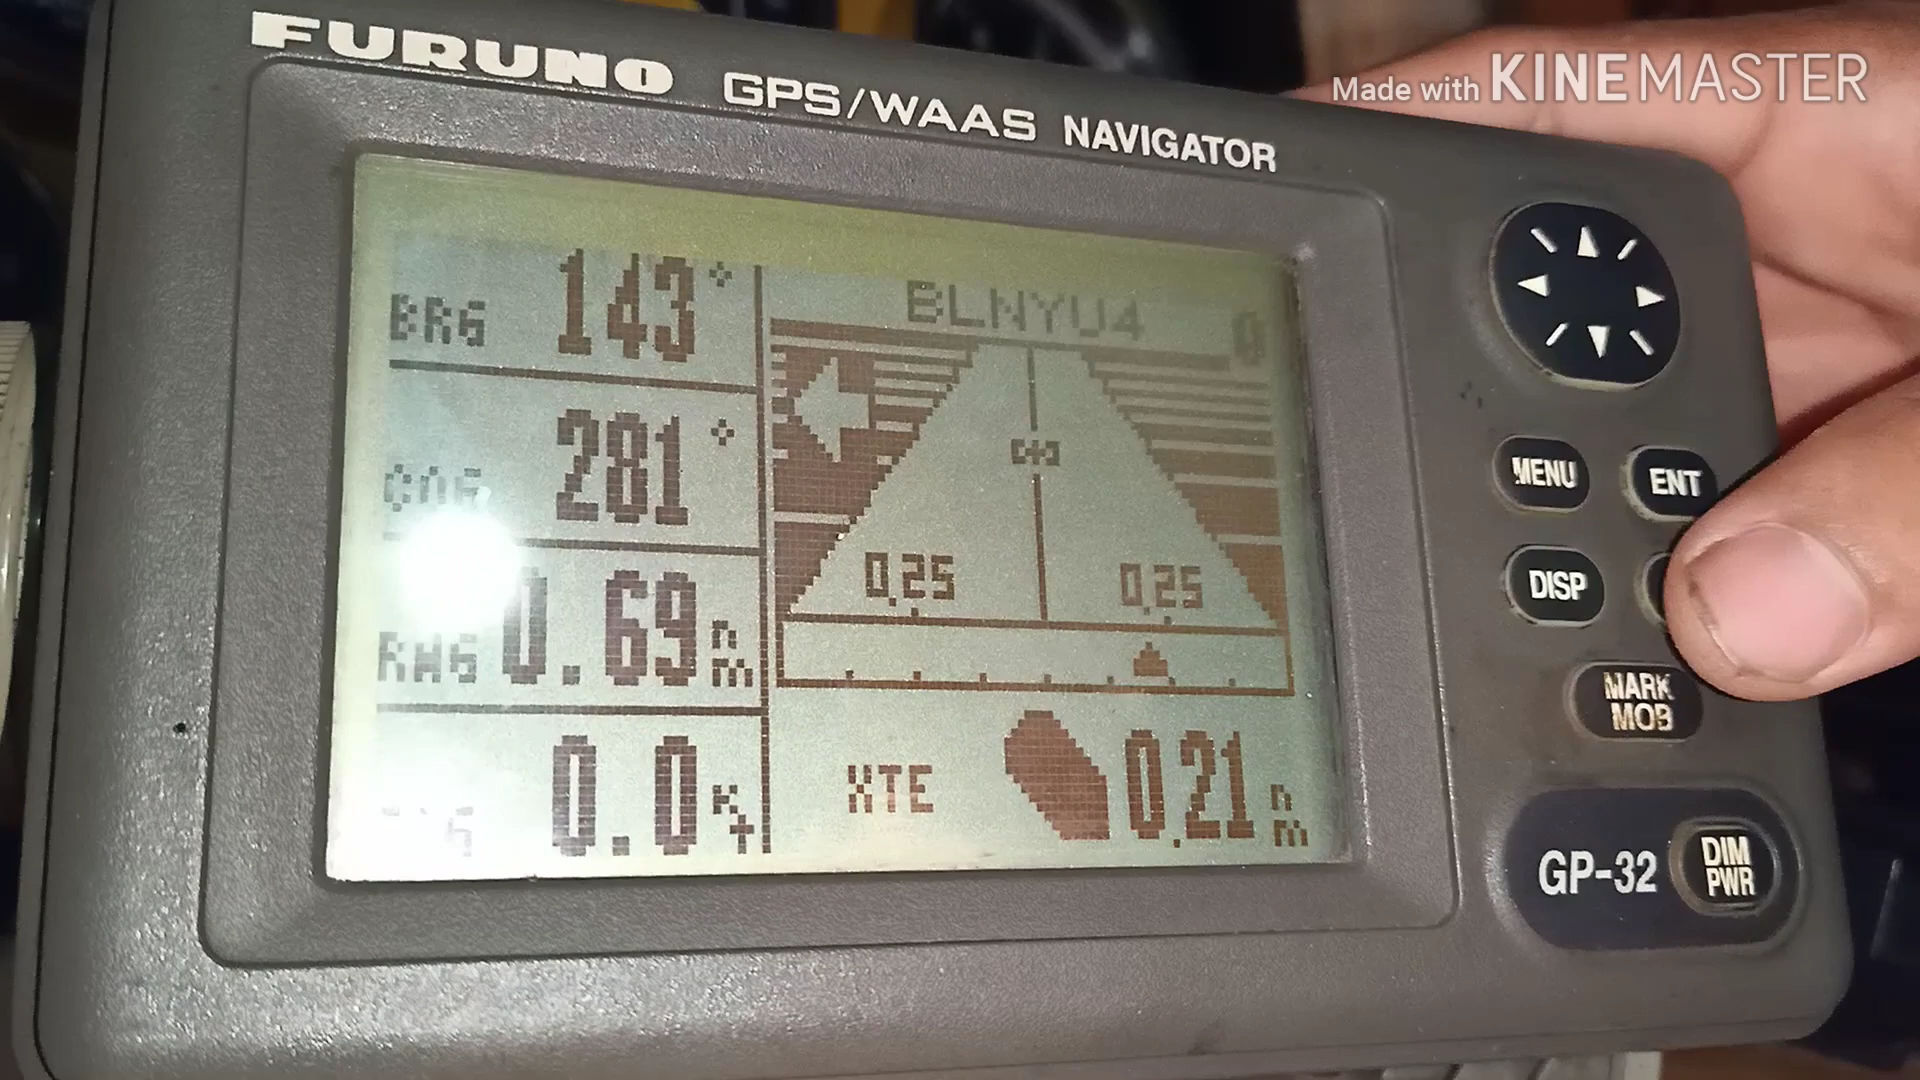 FURUNO GPS/WAAS NAVIGATOR
Made with KINEMASTER
BRG 143°
COG 281°
RNG 0.69 nm
0.0 kt
BLNYU4
0.25 0.25
XTE 0.21 nm
MENU ENT
DISP
MARK
MOB
GP-32
DIM
PWR